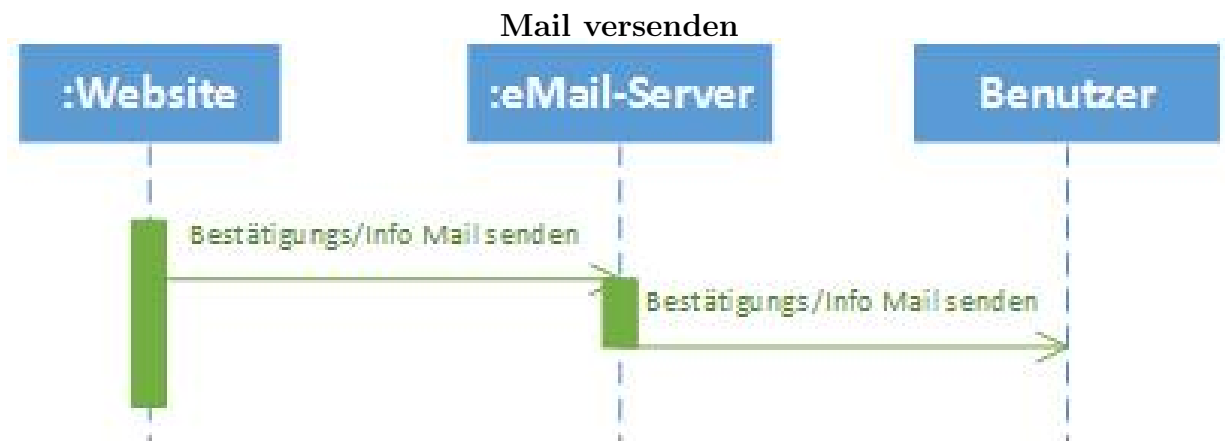 Mail versenden
:Website
:eMail-Server
Benutzer
Bestätigungs/Info Mail senden
Bestätigungs/Info Mail senden